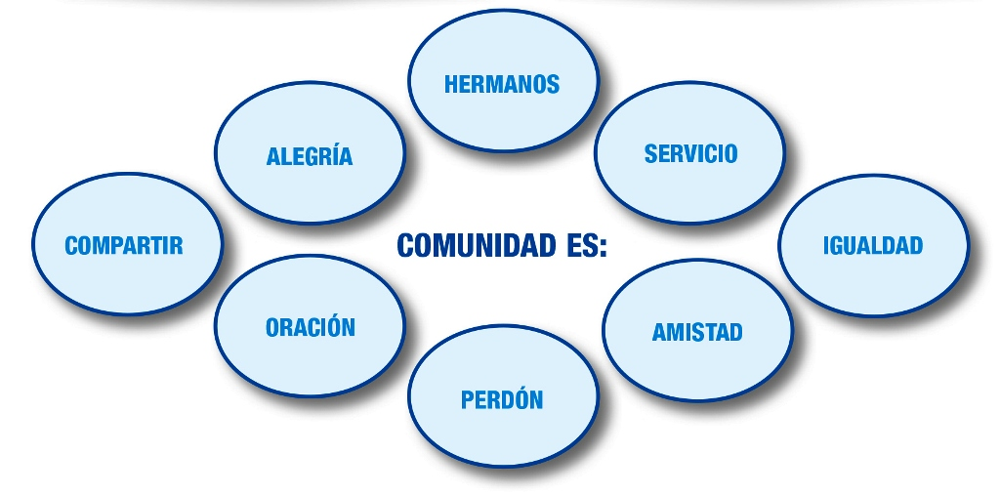 HERMANOS
ALEGRÍA
SERVICIO
COMPARTIR
COMUNIDAD ES:
IGUALDAD
ORACIÓN
AMISTAD
PERDÓN